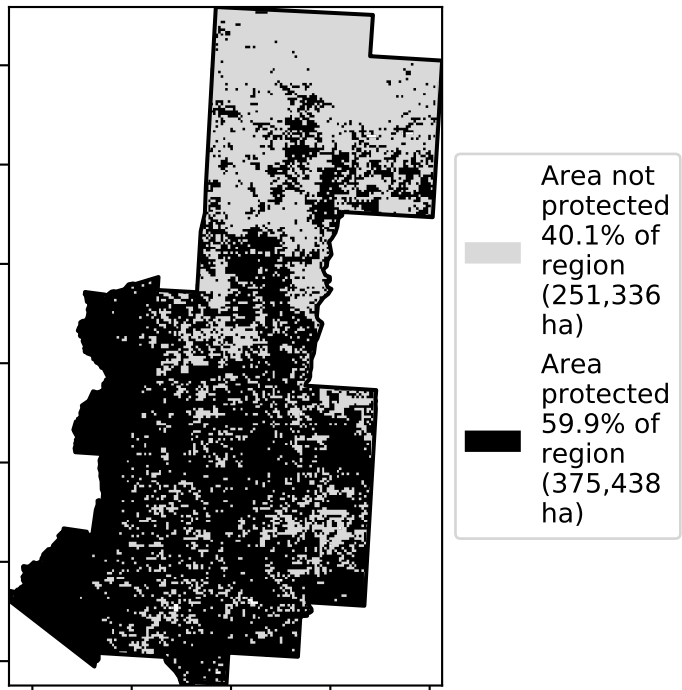 Area not
protected
40.1% of
region
(251,336
ha)
Area
protected
59.9% of
region
(375,438
ha)